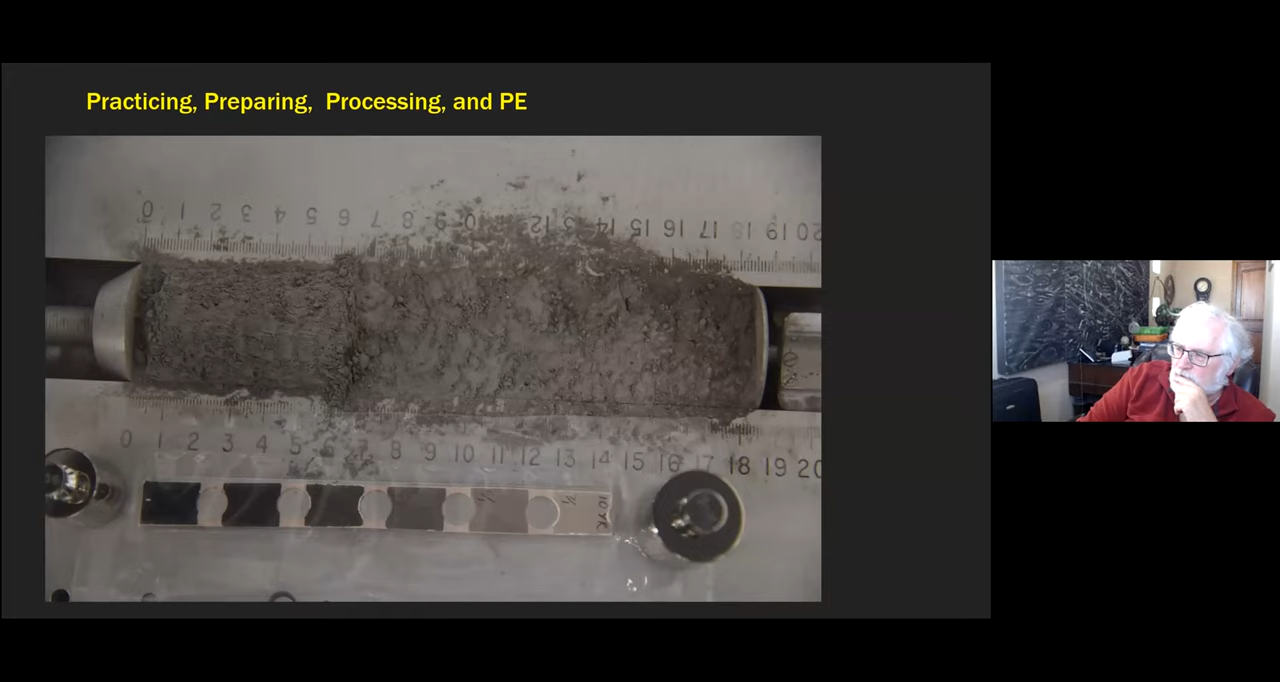 Practicing, Preparing,  Processing, and PE
0 1 2 3 4 5 6 7 8 9 10 12 13 14 15 16 17 18 19 20
0 1 2 3 4 5 6 7 8 9 10 11 12 13 14 15 16 17 18 19 20
10 YR